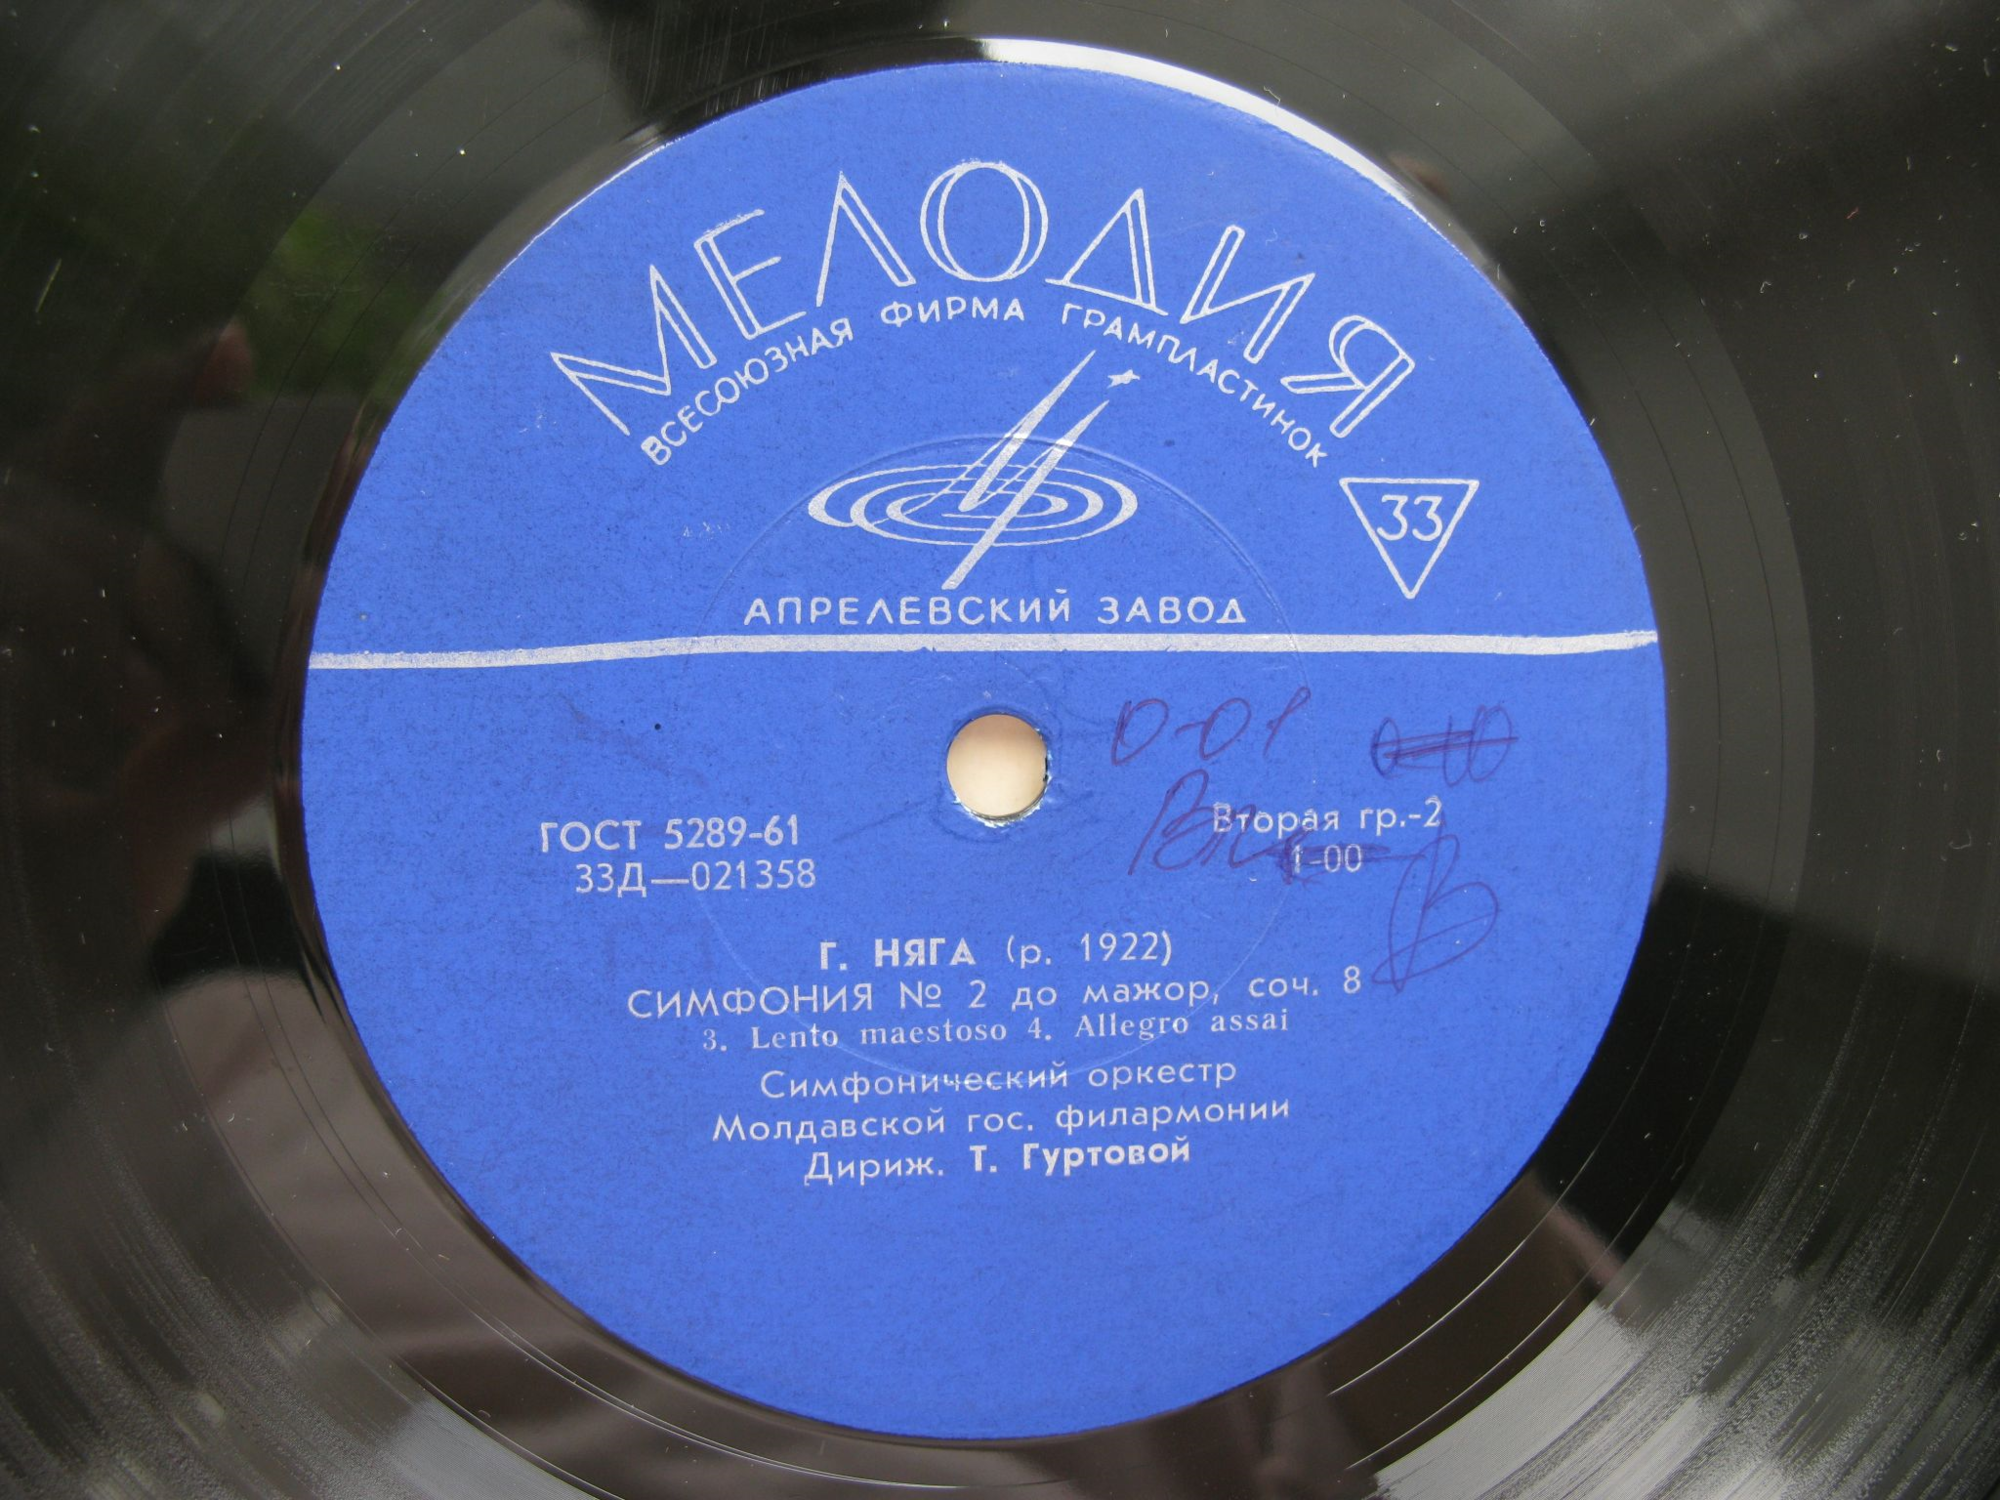 МЕЛОДИЯ
ВСЕСОЮЗНАЯ ФИРМА ГРАМПЛАСТИНОК
33
АПРЕЛЕВСКИЙ ЗАВОД
0-01
ГОСТ 5289-61
33Д—021358
Вторая гр.-2
1-00
Г. НЯГА (р. 1922)
СИМФОНИЯ № 2 до мажор, соч. 8
3. Lento maestoso 4. Allegro assai
Симфонический оркестр
Молдавской гос. филармонии
Дириж. Т. Гуртовой